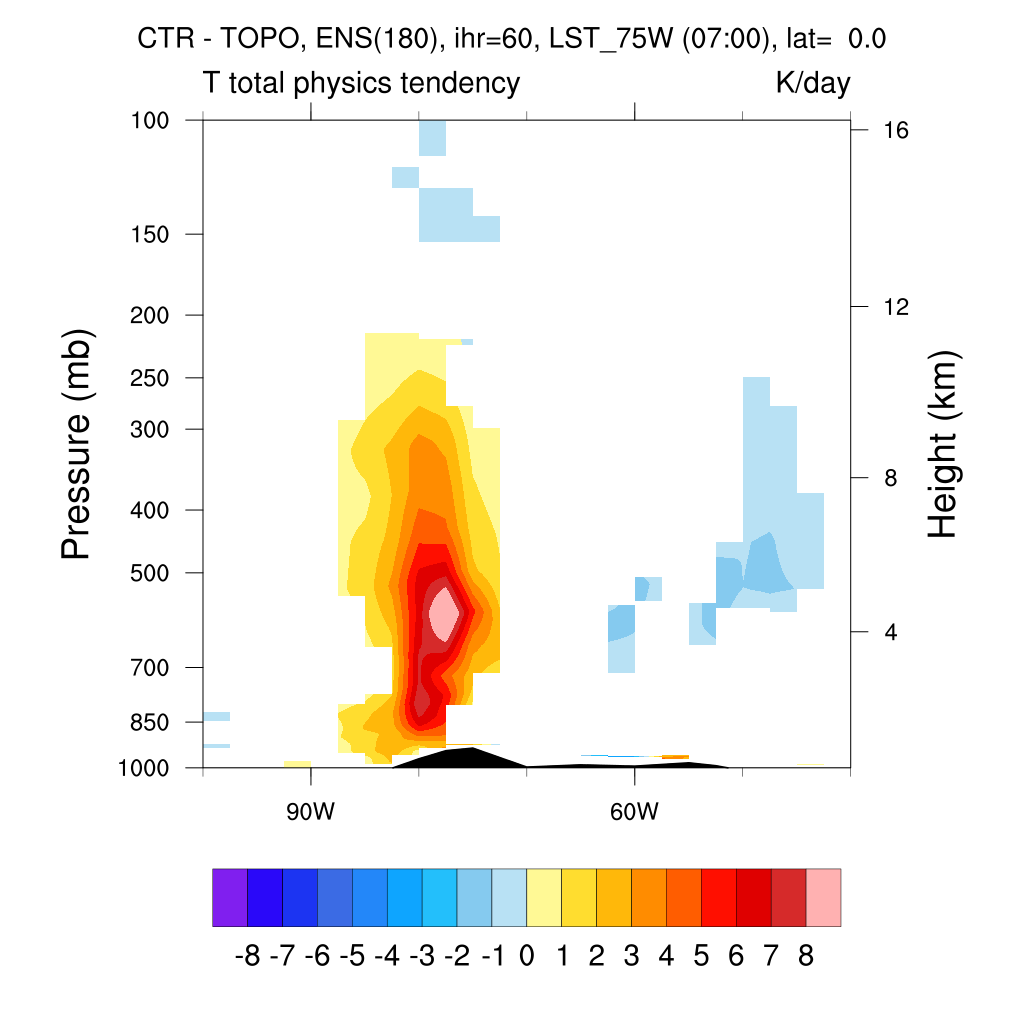 CTR - TOPO, ENS(180), ihr=60, LST_75W (07:00), lat=  0.0
T total physics tendency K/day
100
150
200
250
300
400
500
700
850
1000
Pressure (mb)
16
12
8
4
Height (km)
90W 60W
-8 -7 -6 -5 -4 -3 -2 -1 0 1 2 3 4 5 6 7 8